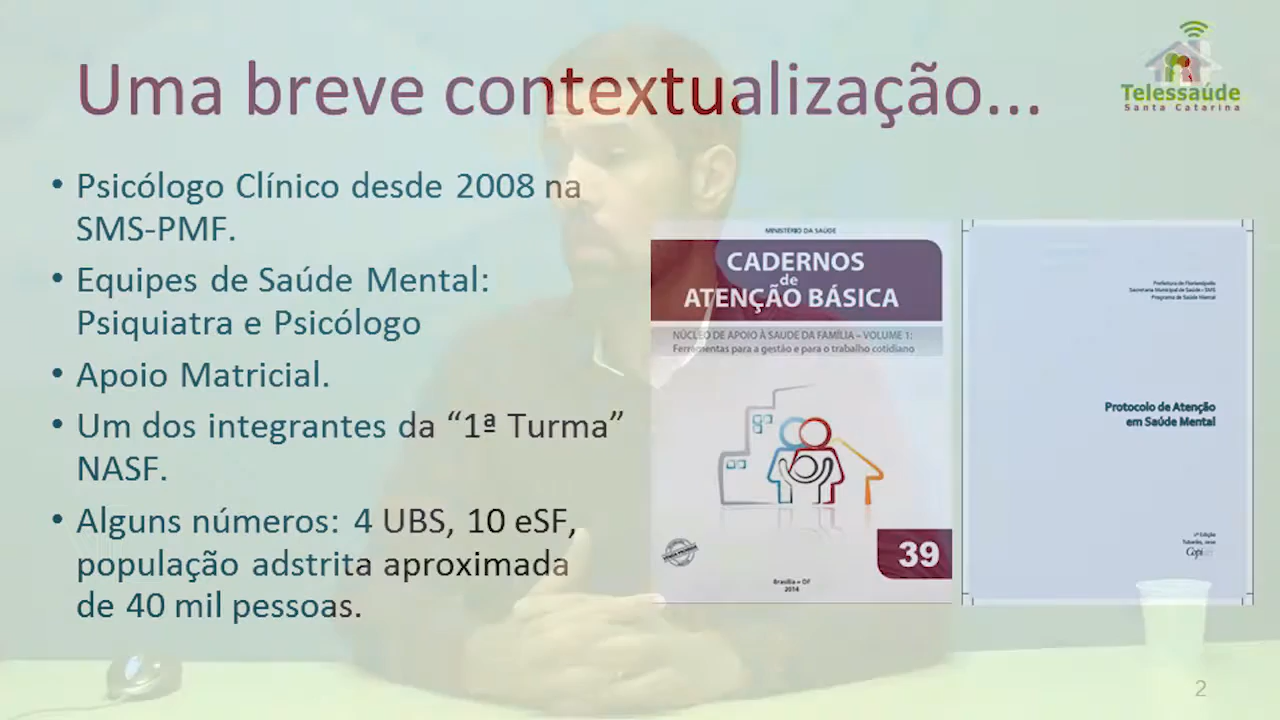 Uma breve contextualização...
Telessaúde
Santa Catarina
• Psicólogo Clínico desde 2008 na
SMS-PMF.
• Equipes de Saúde Mental:
Psiquiatra e Psicólogo
• Apoio Matricial.
• Um dos integrantes da “1ª Turma”
NASF.
• Alguns números: 4 UBS, 10 eSF,
população adstrita aproximada
de 40 mil pessoas.
MINISTÉRIO DA SAÚDE
CADERNOS
de
ATENÇÃO BÁSICA
NÚCLEO DE APOIO À SAÚDE DA FAMÍLIA – VOLUME 1:
Ferramentas para a gestão e para o trabalho cotidiano
39
Brasília – DF
2014
Prefeitura de Florianópolis
Secretaria Municipal de Saúde – SMS
Programa de Saúde Mental
Protocolo de Atenção
em Saúde Mental
1ª Edição
Tubarão, 2010
2